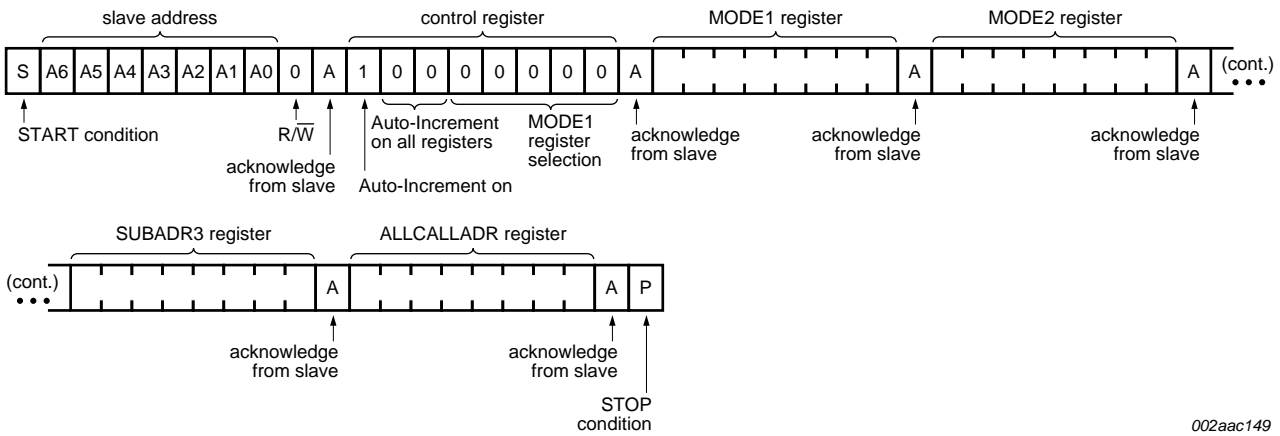 slave address control register MODE1 register MODE2 register
S A6 A5 A4 A3 A2 A1 A0 0 A 1 0 0 0 0 0 0 0 A A A (cont.)
START condition R/W̅ Auto-Increment on all registers MODE1 register selection acknowledge from slave acknowledge from slave acknowledge from slave
acknowledge from slave Auto-Increment on
SUBADR3 register ALLCALLADR register
(cont.) A A P
acknowledge from slave acknowledge from slave
STOP condition
002aac149